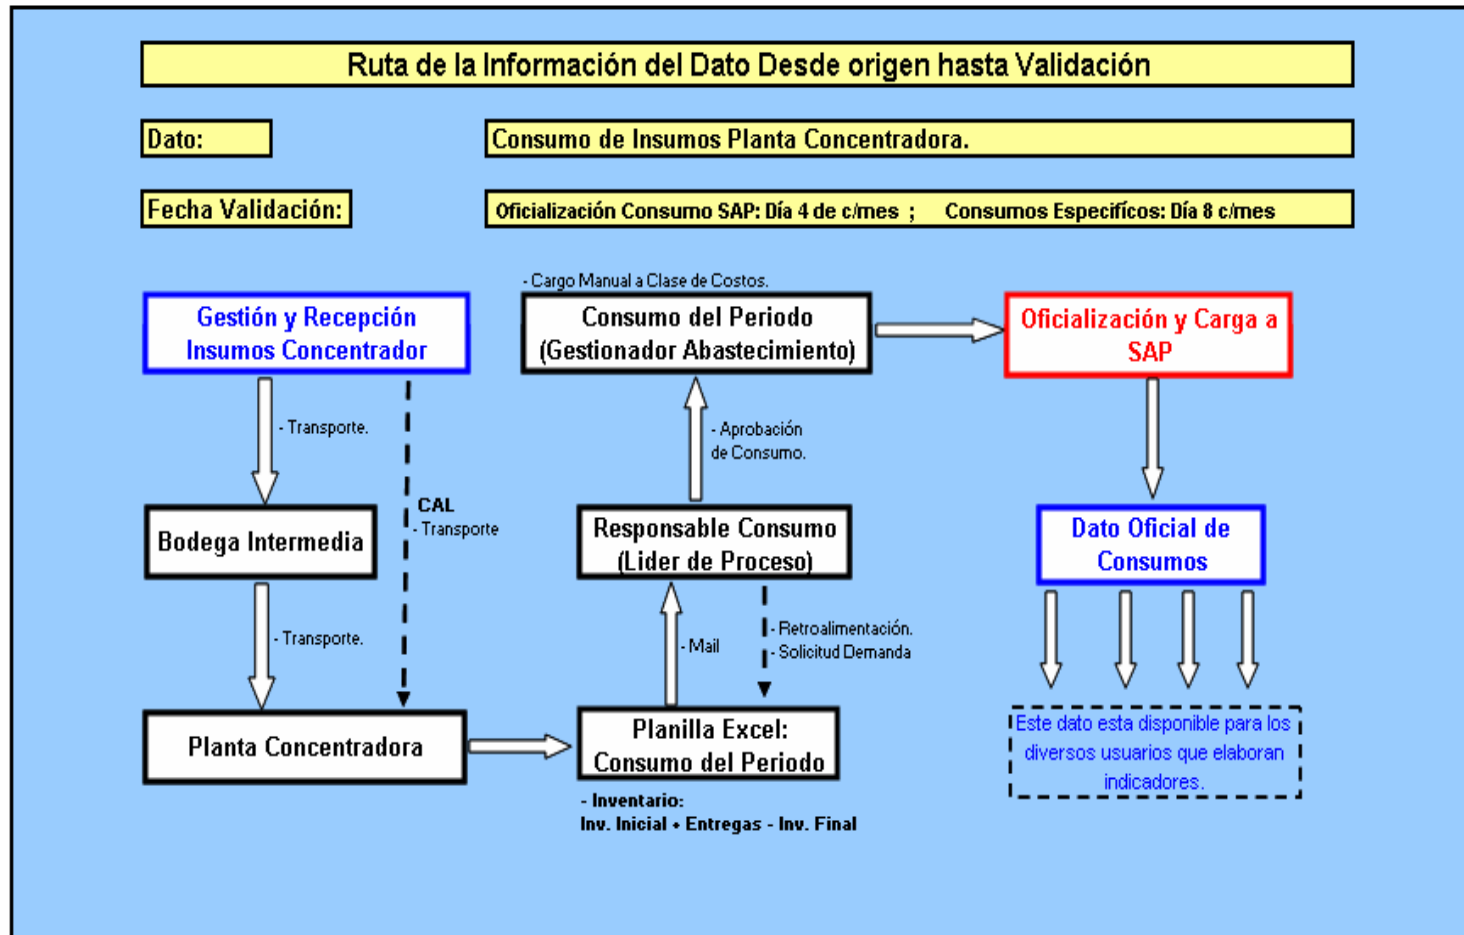 Ruta de la Información del Dato Desde origen hasta Validación
Dato:
Consumo de Insumos Planta Concentradora.
Fecha Validación:
Oficialización Consumo SAP: Día 4 de c/mes ; Consumos Especifícos: Día 8 c/mes
- Cargo Manual a Clase de Costos.
Gestión y Recepción
Insumos Concentrador
Consumo del Periodo
(Gestionador Abastecimiento)
Oficialización y Carga a
SAP
- Transporte.
- Aprobación
de Consumo.
CAL
- Transporte
Bodega Intermedia
Responsable Consumo
(Lider de Proceso)
Dato Oficial de
Consumos
- Transporte.
- Mail
- Retroalimentación.
- Solicitud Demanda
Planta Concentradora
Planilla Excel:
Consumo del Periodo
Este dato esta disponible para los
diversos usuarios que elaboran
indicadores.
- Inventario:
Inv. Inicial + Entregas - Inv. Final